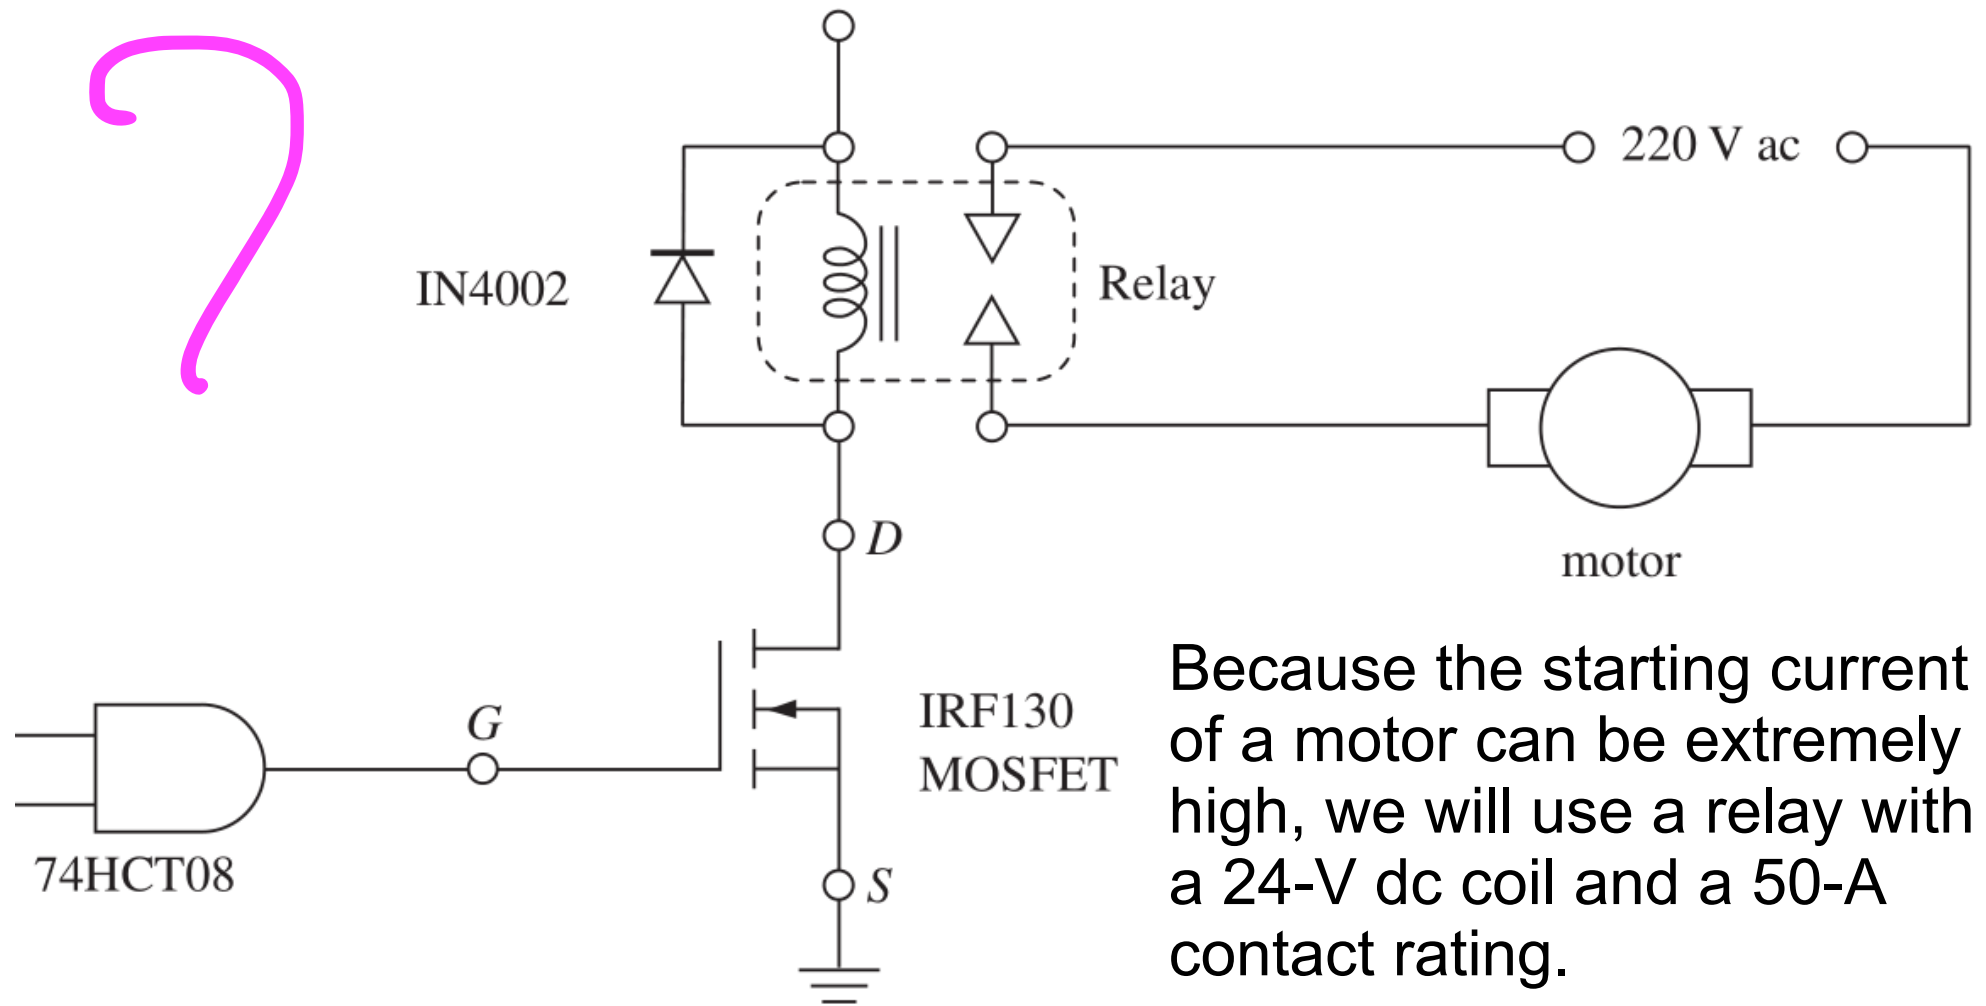 ?
220 V ac
IN4002
Relay
D
motor
G
IRF130
MOSFET
74HCT08
S
Because the starting current
of a motor can be extremely
high, we will use a relay with
a 24-V dc coil and a 50-A
contact rating.